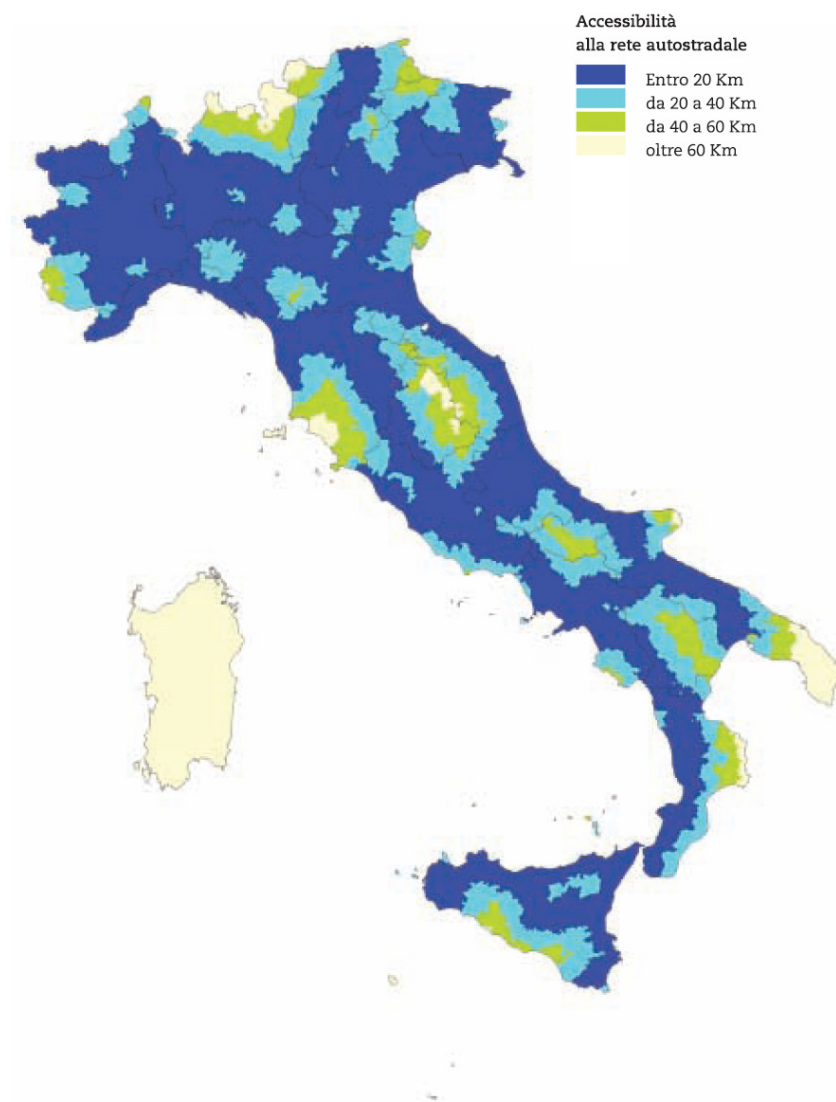 Accessibilità
alla rete autostradale
Entro 20 Km
da 20 a 40 Km
da 40 a 60 Km
oltre 60 Km